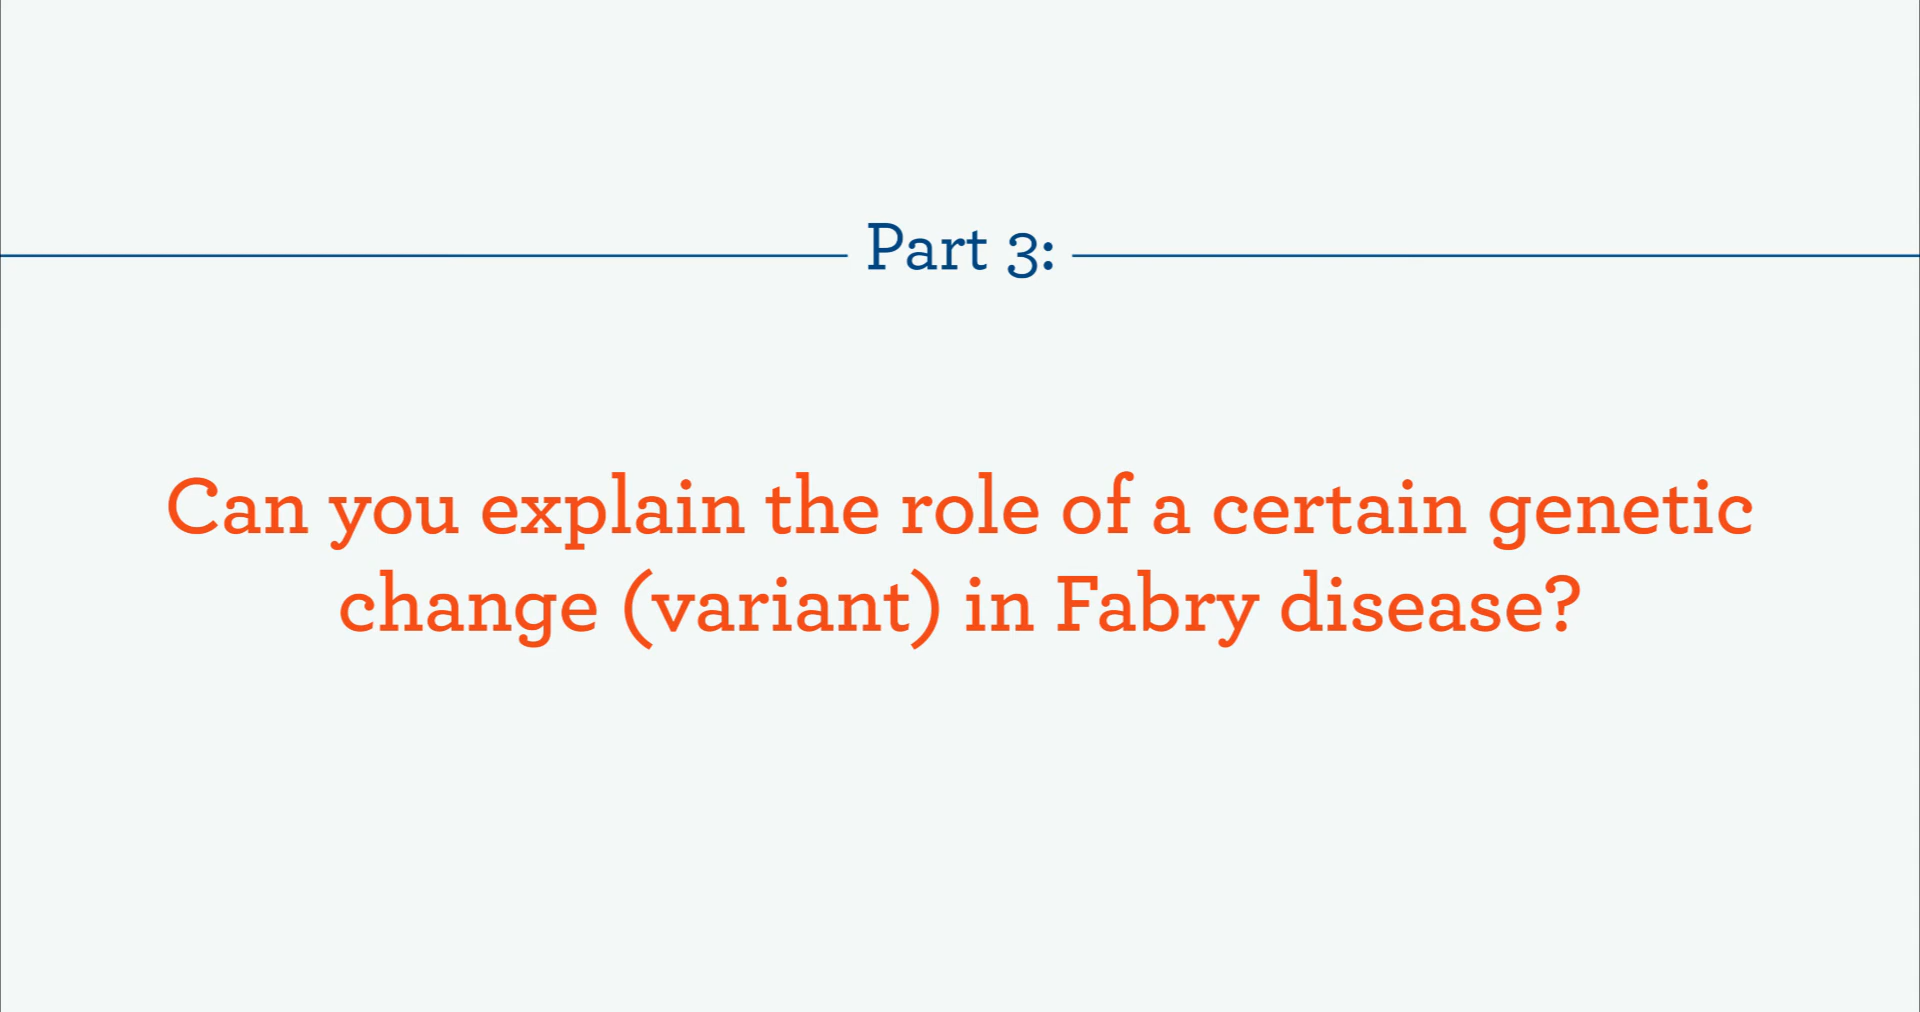 Part 3:
Can you explain the role of a certain genetic
change (variant) in Fabry disease?